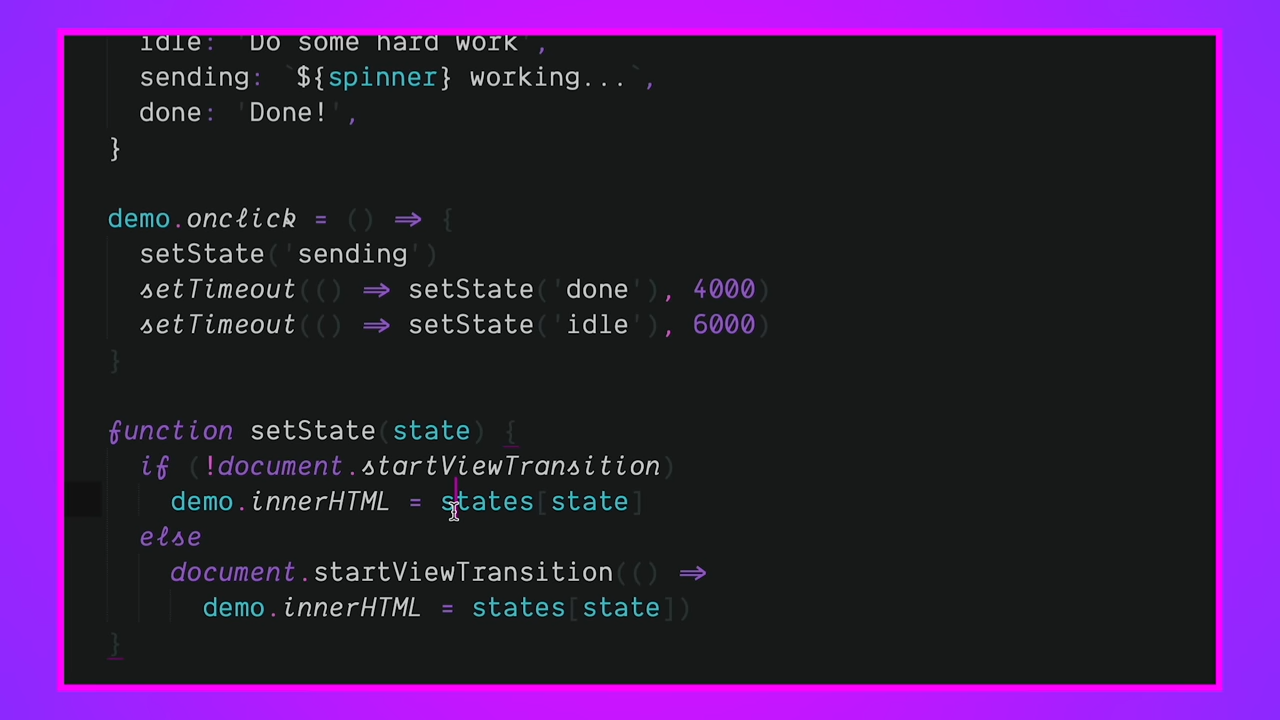 idle: 'Do some hard work',
sending: `${spinner} working...`,
done: 'Done!',
}
demo.onclick = () => {
setState('sending')
setTimeout(() => setState('done'), 4000)
setTimeout(() => setState('idle'), 6000)
}
function setState(state) {
if (!document.startViewTransition)
demo.innerHTML = states[state]
else
document.startViewTransition(() =>
demo.innerHTML = states[state])
}